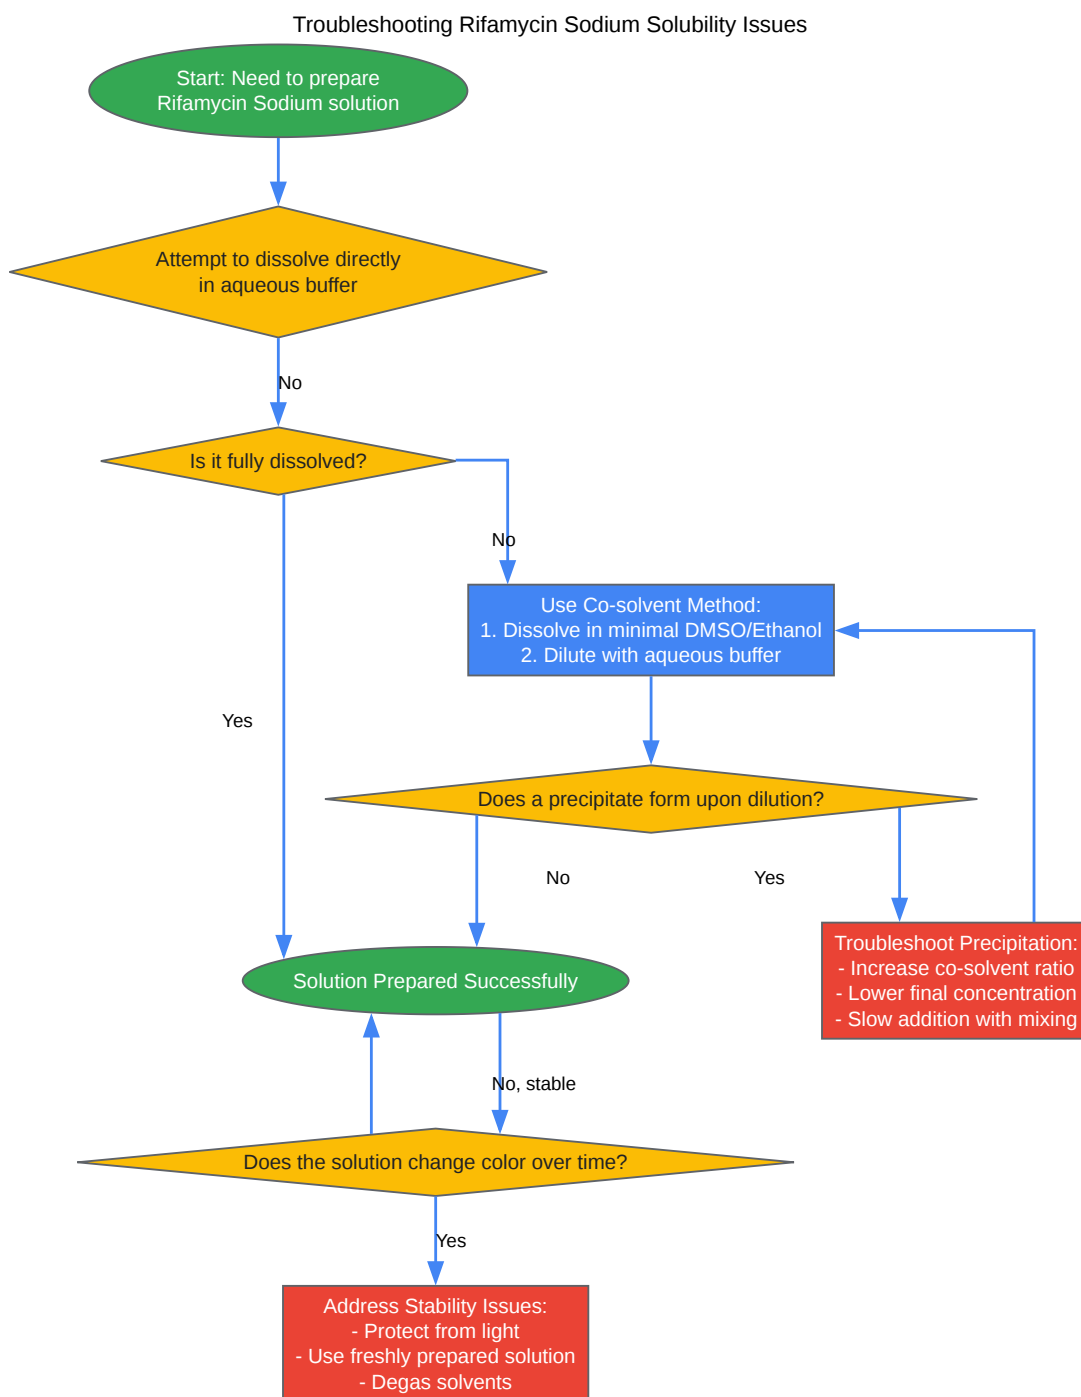 Troubleshooting Rifamycin Sodium Solubility Issues
Start: Need to prepare
Rifamycin Sodium solution
Attempt to dissolve directly
in aqueous buffer
No
Is it fully dissolved?
No
Use Co-solvent Method:
1. Dissolve in minimal DMSO/Ethanol
2. Dilute with aqueous buffer
Yes
Does a precipitate form upon dilution?
No
Yes
Troubleshoot Precipitation:
- Increase co-solvent ratio
- Lower final concentration
- Slow addition with mixing
Solution Prepared Successfully
No, stable
Does the solution change color over time?
Yes
Address Stability Issues:
- Protect from light
- Use freshly prepared solution
- Degas solvents